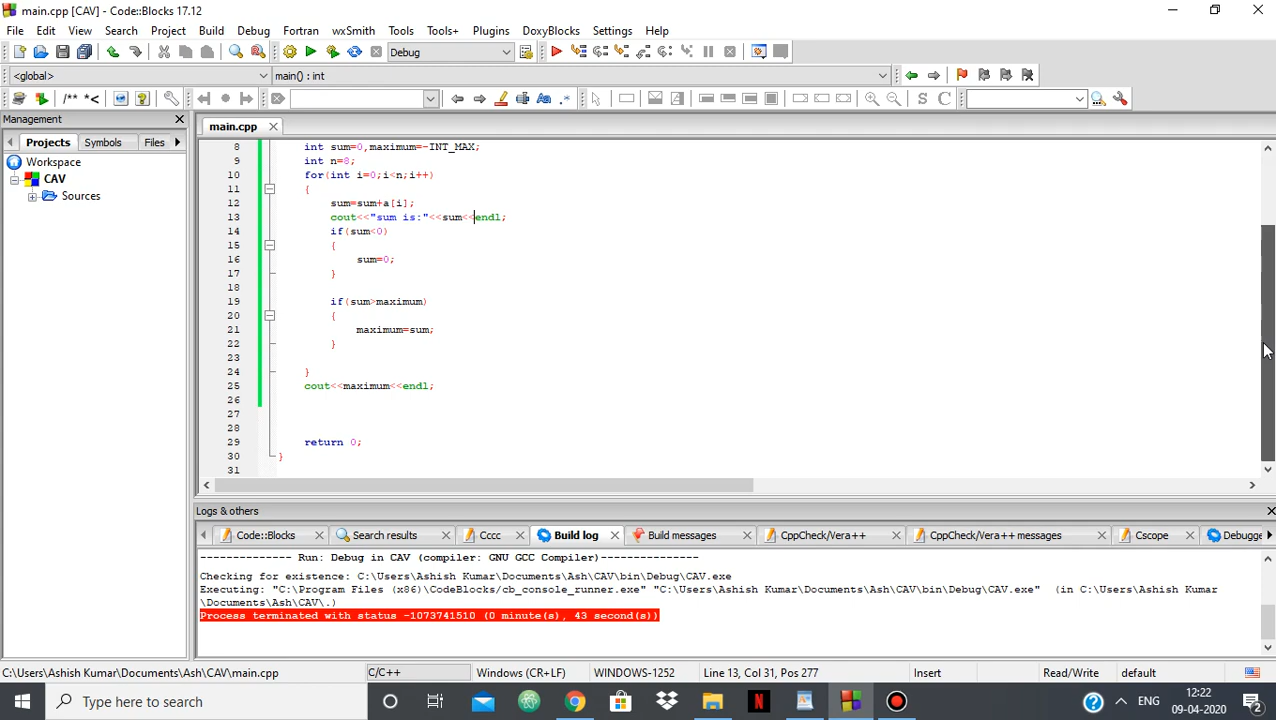 main.cpp [CAV] - Code::Blocks 17.12
File Edit View Search Project Build Debug Fortran wxSmith Tools Tools+ Plugins DoxyBlocks Settings Help
Debug
<global> main() : int
/** *<
Aa .* S C
Management
Projects Symbols Files
main.cpp
Workspace
CAV
Sources
8 int sum=0,maximum=-INT_MAX;
9 int n=8;
10 for(int i=0;i<n;i++)
11 {
12 sum=sum+a[i];
13 cout<<"sum is:"<<sum<<endl;
14 if(sum<0)
15 {
16 sum=0;
17 }
18
19 if(sum>maximum)
20 {
21 maximum=sum;
22 }
23
24 }
25 cout<<maximum<<endl;
26
27
28
29 return 0;
30 }
31
Logs & others
Code::Blocks Search results Cccc Build log Build messages CppCheck/Vera++ CppCheck/Vera++ messages Cscope Debugge
-------------- Run: Debug in CAV (compiler: GNU GCC Compiler)---------------
Checking for existence: C:\Users\Ashish Kumar\Documents\Ash\CAV\bin\Debug\CAV.exe
Executing: "C:\Program Files (x86)\CodeBlocks/cb_console_runner.exe" "C:\Users\Ashish Kumar\Documents\Ash\CAV\bin\Debug\CAV.exe" (in C:\Users\Ashish Kumar
\Documents\Ash\CAV\.)
Process terminated with status -1073741510 (0 minute(s), 43 second(s))
C:\Users\Ashish Kumar\Documents\Ash\CAV\main.cpp C/C++ Windows (CR+LF) WINDOWS-1252 Line 13, Col 31, Pos 277 Insert Read/Write default
Type here to search
ENG
12:22
09-04-2020
2